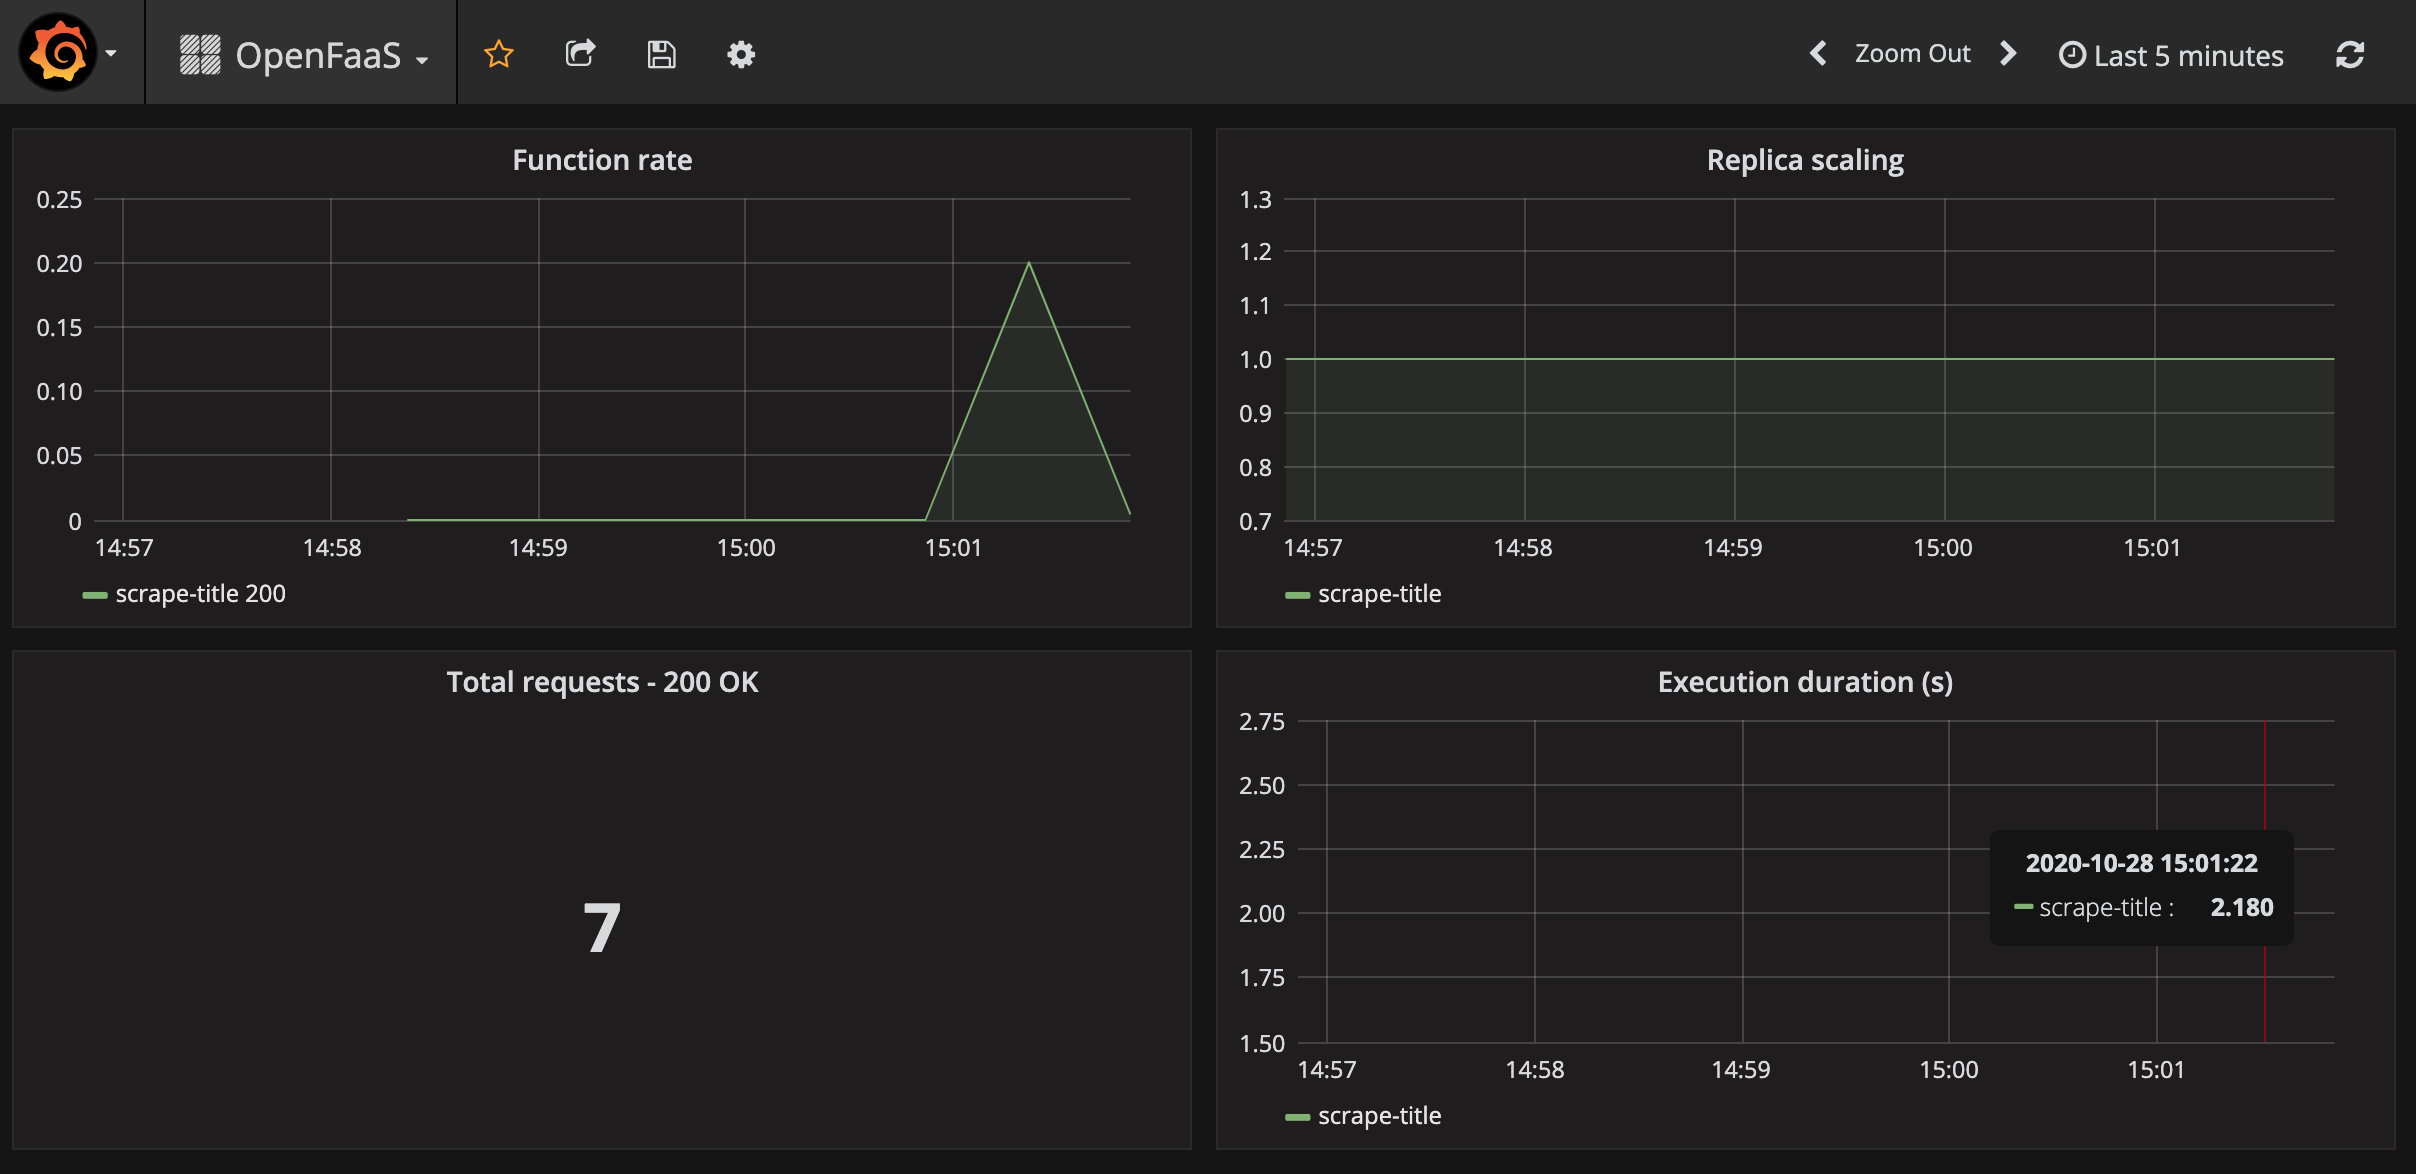 OpenFaaS
Zoom Out
Last 5 minutes
Function rate
0.25
0.20
0.15
0.10
0.05
0
14:57 14:58 14:59 15:00 15:01
scrape-title 200
Replica scaling
1.3
1.2
1.1
1.0
0.9
0.8
0.7
14:57 14:58 14:59 15:00 15:01
scrape-title
Total requests - 200 OK
7
Execution duration (s)
2.75
2.50
2.25
2.00
1.75
1.50
14:57 14:58 14:59 15:00 15:01
2020-10-28 15:01:22
scrape-title : 2.180
scrape-title